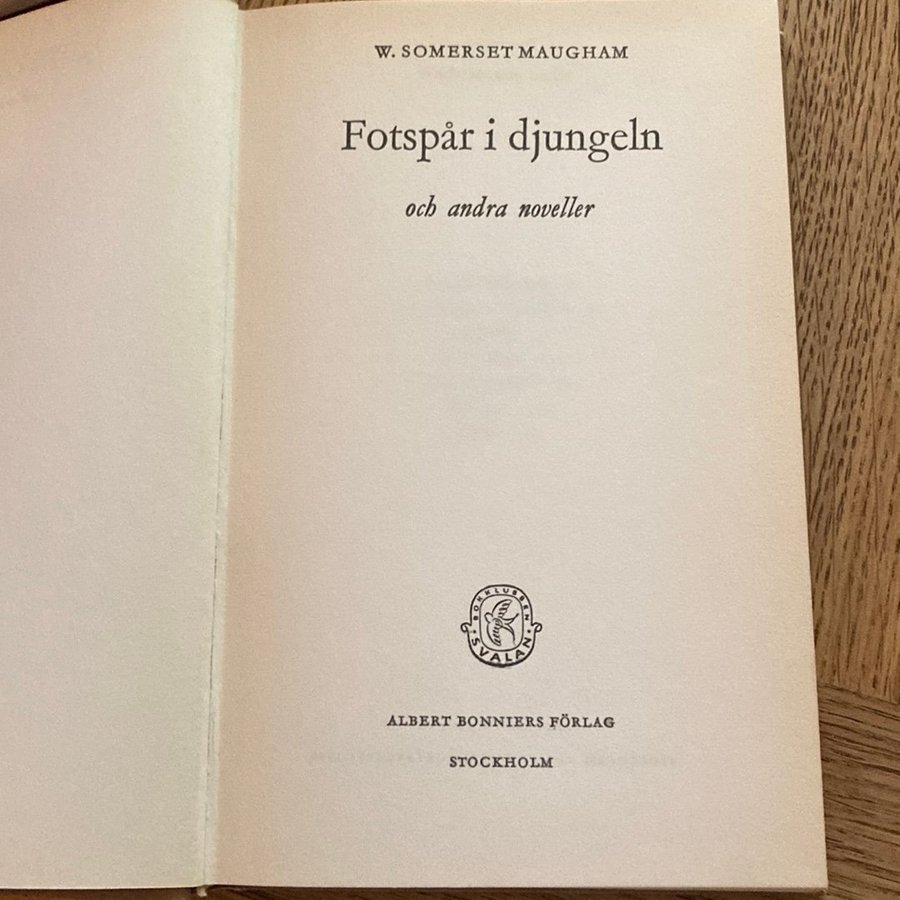 W. SOMERSET MAUGHAM
Fotspår i djungeln
och andra noveller
BOKKLUBBEN
SVALAN
ALBERT BONNIERS FÖRLAG
STOCKHOLM